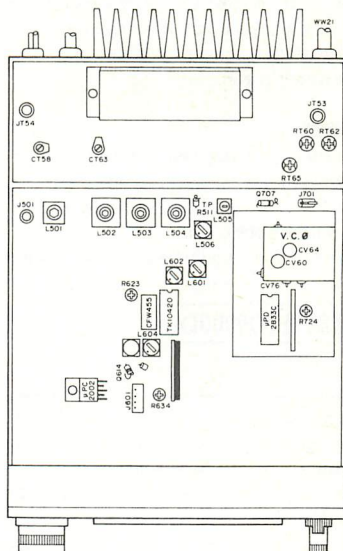 WW21
JT54
JT53
RT60 RT62
CT58
CT63
RT65
J501
L501
L502
L503
L504
TP
R511
L505
L506
Q707
J701
V.C.Ø
CV64
CV60
CV76
L602
L601
R623
CFW455
TK10420
µPD
2833C
R724
L604
Q614
µPC
2002
J601
R634